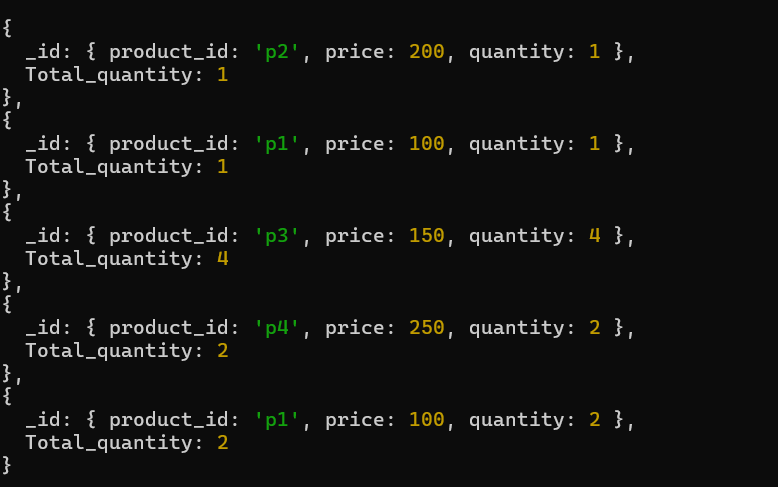 {
  _id: { product_id: 'p2', price: 200, quantity: 1 },
  Total_quantity: 1
},
{
  _id: { product_id: 'p1', price: 100, quantity: 1 },
  Total_quantity: 1
},
{
  _id: { product_id: 'p3', price: 150, quantity: 4 },
  Total_quantity: 4
},
{
  _id: { product_id: 'p4', price: 250, quantity: 2 },
  Total_quantity: 2
},
{
  _id: { product_id: 'p1', price: 100, quantity: 2 },
  Total_quantity: 2
}